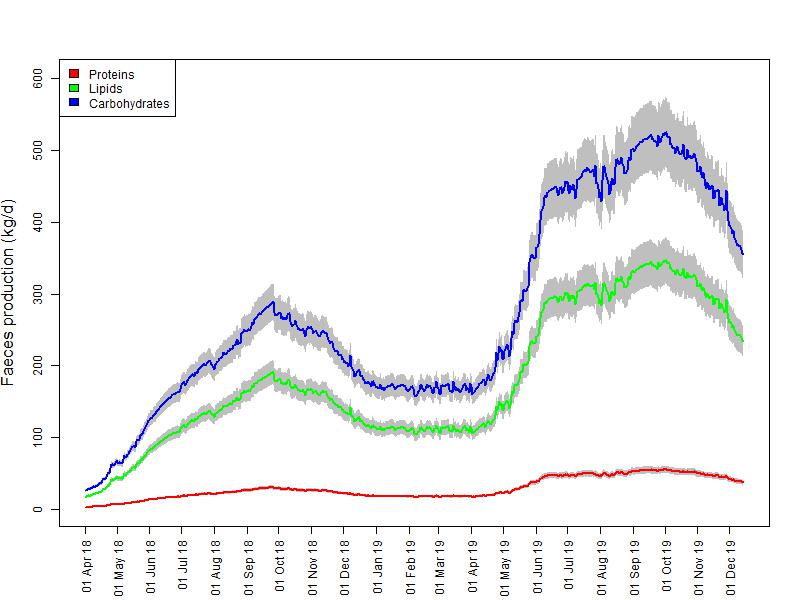 Proteins
Lipids
Carbohydrates
Faeces production (kg/d)
600
500
400
300
200
100
0
01 Apr 18
01 May 18
01 Jun 18
01 Jul 18
01 Aug 18
01 Sep 18
01 Oct 18
01 Nov 18
01 Dec 18
01 Jan 19
01 Feb 19
01 Mar 19
01 Apr 19
01 May 19
01 Jun 19
01 Jul 19
01 Aug 19
01 Sep 19
01 Oct 19
01 Nov 19
01 Dec 19